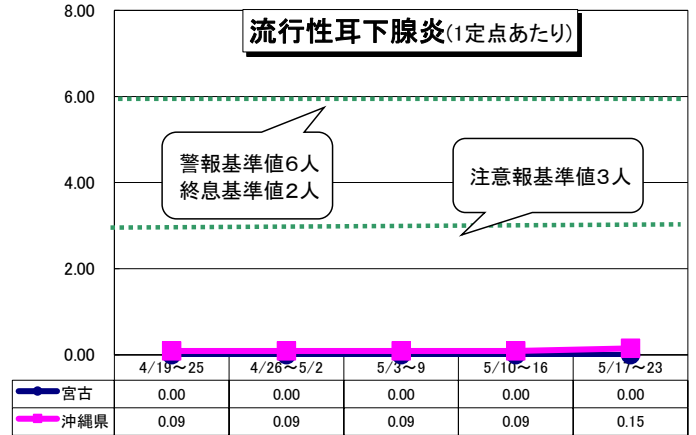 流行性耳下腺炎(1定点あたり)
8.00
6.00
警報基準値6人
終息基準値2人
注意報基準値3人
4.00
2.00
0.00
4/19～25 4/26～5/2 5/3～9 5/10～16 5/17～23
宮古 0.00 0.00 0.00 0.00 0.00
沖縄県 0.09 0.09 0.09 0.09 0.15